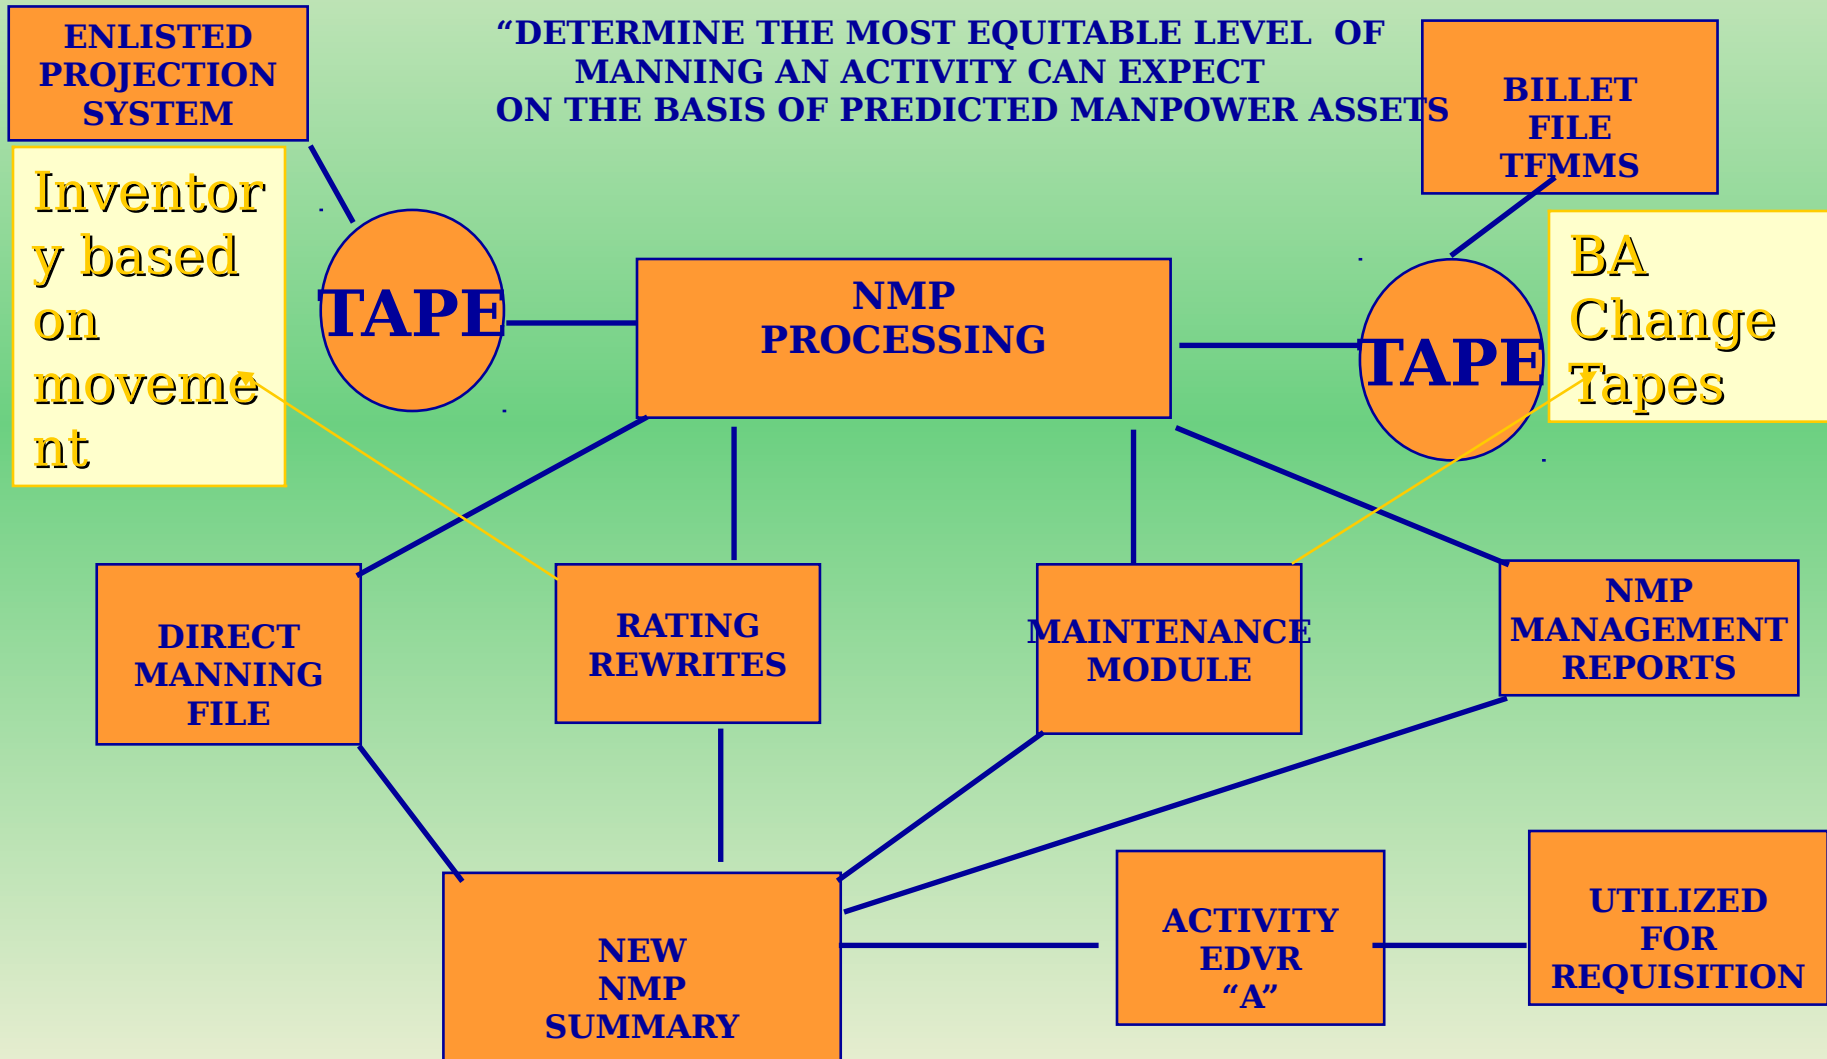 ENLISTED
PROJECTION
SYSTEM
“DETERMINE THE MOST EQUITABLE LEVEL OF
MANNING AN ACTIVITY CAN EXPECT
ON THE BASIS OF PREDICTED MANPOWER ASSETS
BILLET
FILE
TFMMS
Inventor
y based
on
moveme
nt
TAPE
NMP
PROCESSING
TAPE
BA
Change
Tapes
DIRECT
MANNING
FILE
RATING
REWRITES
MAINTENANCE
MODULE
NMP
MANAGEMENT
REPORTS
NEW
NMP
SUMMARY
ACTIVITY
EDVR
“A”
UTILIZED
FOR
REQUISITION